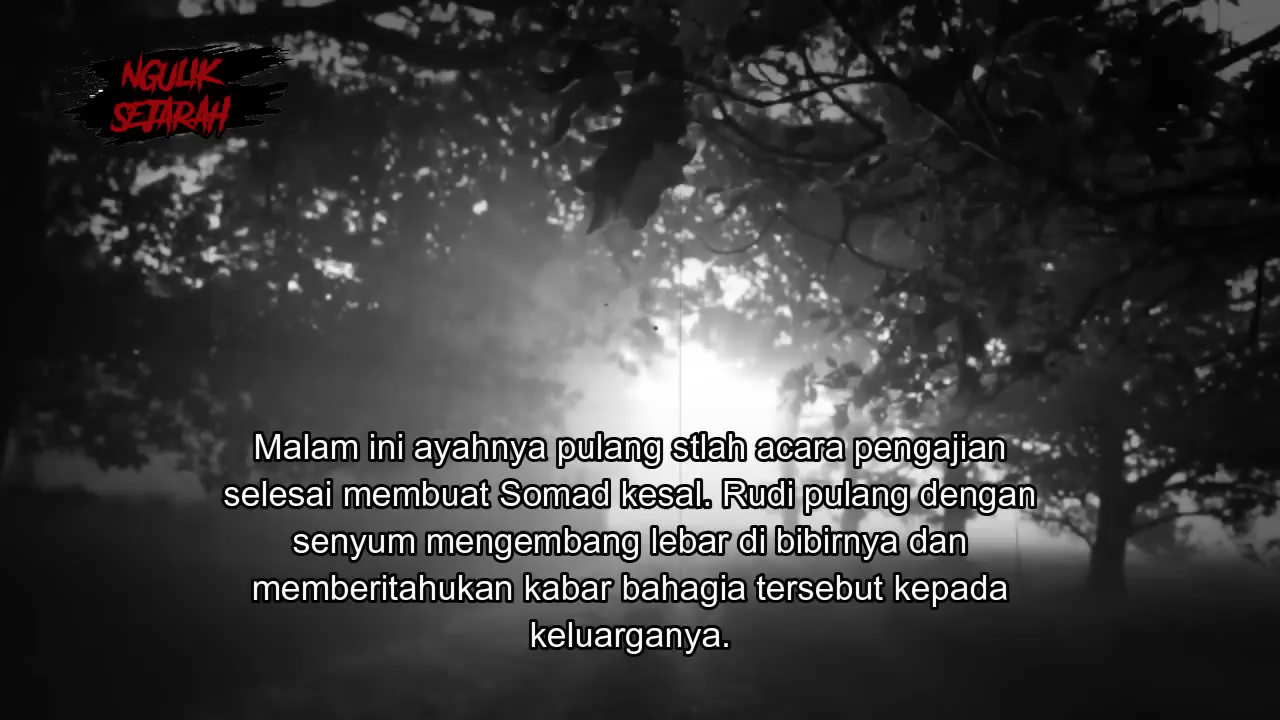 NGULIK
SEJARAH
Malam ini ayahnya pulang stlah acara pengajian
selesai membuat Somad kesal. Rudi pulang dengan
senyum mengembang lebar di bibirnya dan
memberitahukan kabar bahagia tersebut kepada
keluarganya.